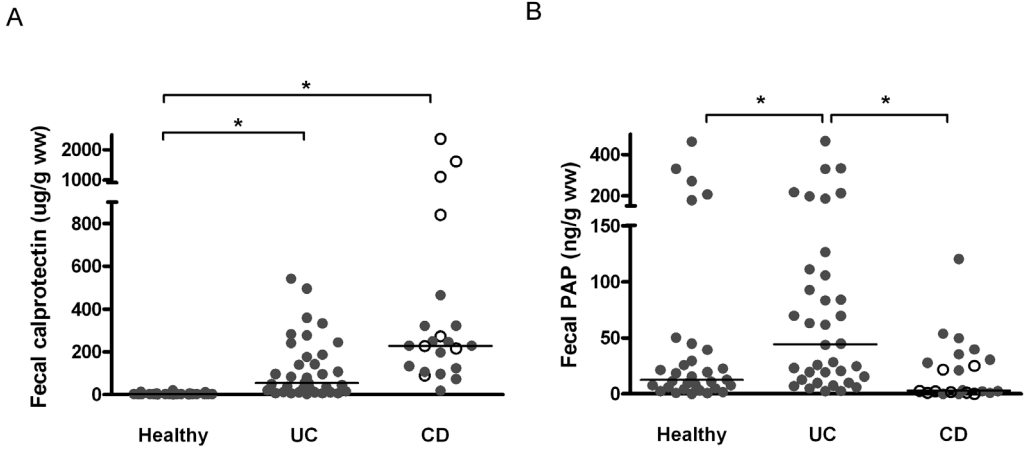 A
B
*
*
*
*
Fecal calprotectin (ug/g ww)
2000
1000
800
600
400
200
0
Healthy UC CD
Fecal PAP (ng/g ww)
400
200
150
100
50
0
Healthy UC CD